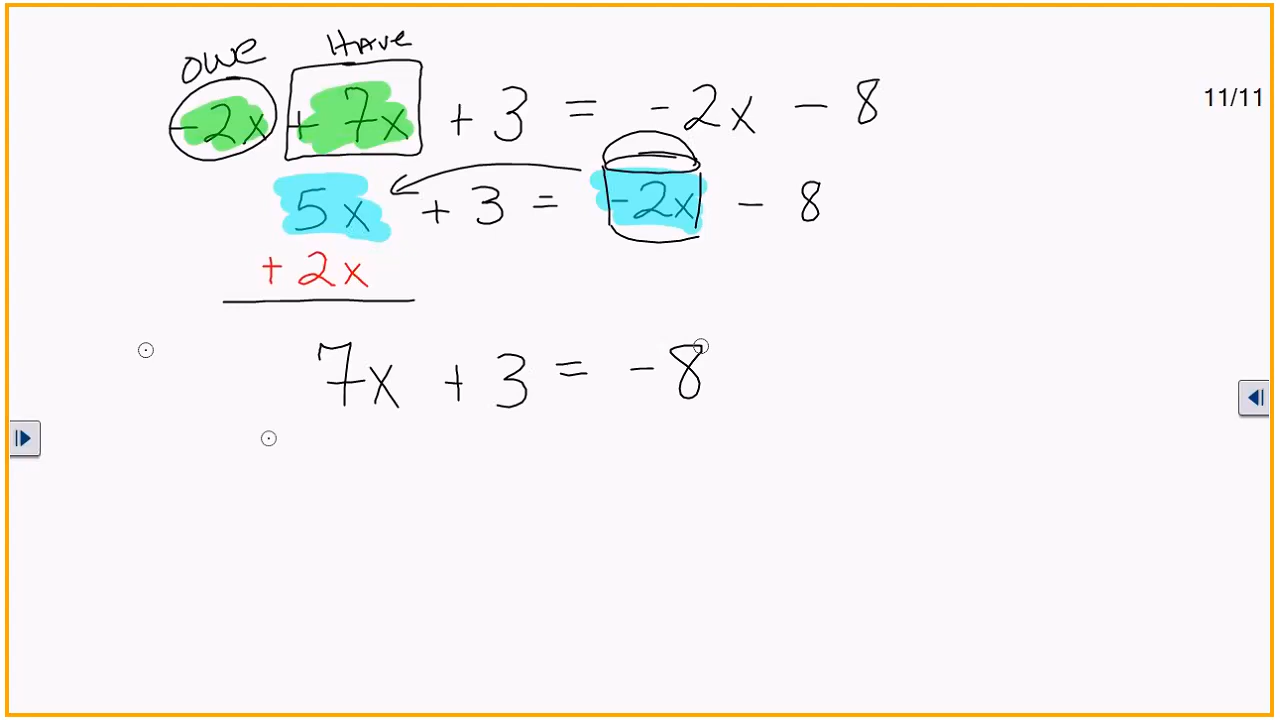 owe Have
-2x + 7x + 3 = -2x - 8
11/11
5x + 3 = -2x - 8
+ 2x
7x + 3 = -8